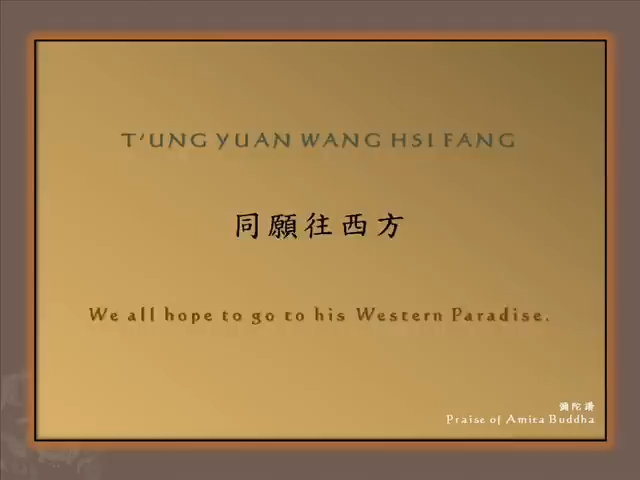 T'UNG YUAN WANG HSI FANG
同願往西方
We all hope to go to his Western Paradise.
彌陀讚
Praise of Amita Buddha